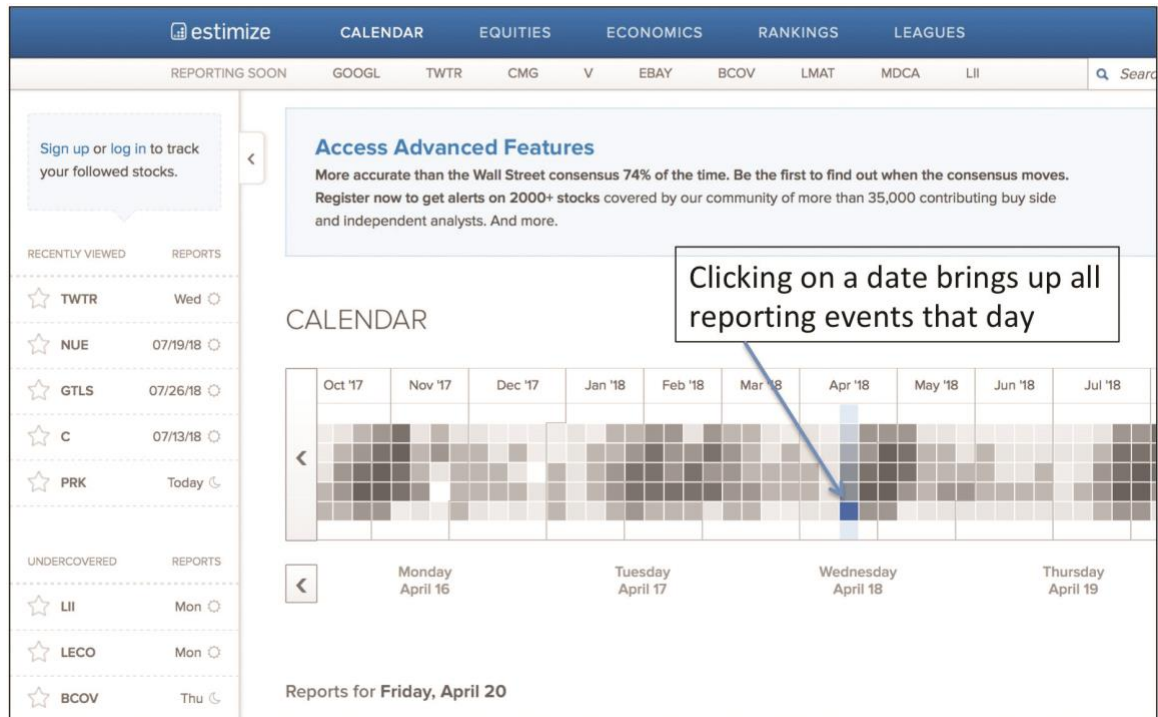 estimize CALENDAR EQUITIES ECONOMICS RANKINGS LEAGUES
REPORTING SOON GOOGL TWTR CMG V EBAY BCOV LMAT MDCA LII Searc
Sign up or log in to track
your followed stocks.
RECENTLY VIEWED REPORTS
TWTR Wed
NUE 07/19/18
GTLS 07/26/18
C 07/13/18
PRK Today
UNDERCOVERED REPORTS
LII Mon
LECO Mon
BCOV Thu
Access Advanced Features
More accurate than the Wall Street consensus 74% of the time. Be the first to find out when the consensus moves.
Register now to get alerts on 2000+ stocks covered by our community of more than 35,000 contributing buy side
and independent analysts. And more.
Clicking on a date brings up all
reporting events that day
CALENDAR
Oct '17 Nov '17 Dec '17 Jan '18 Feb '18 Mar '18 Apr '18 May '18 Jun '18 Jul '18
Monday Tuesday Wednesday Thursday
April 16 April 17 April 18 April 19
Reports for Friday, April 20